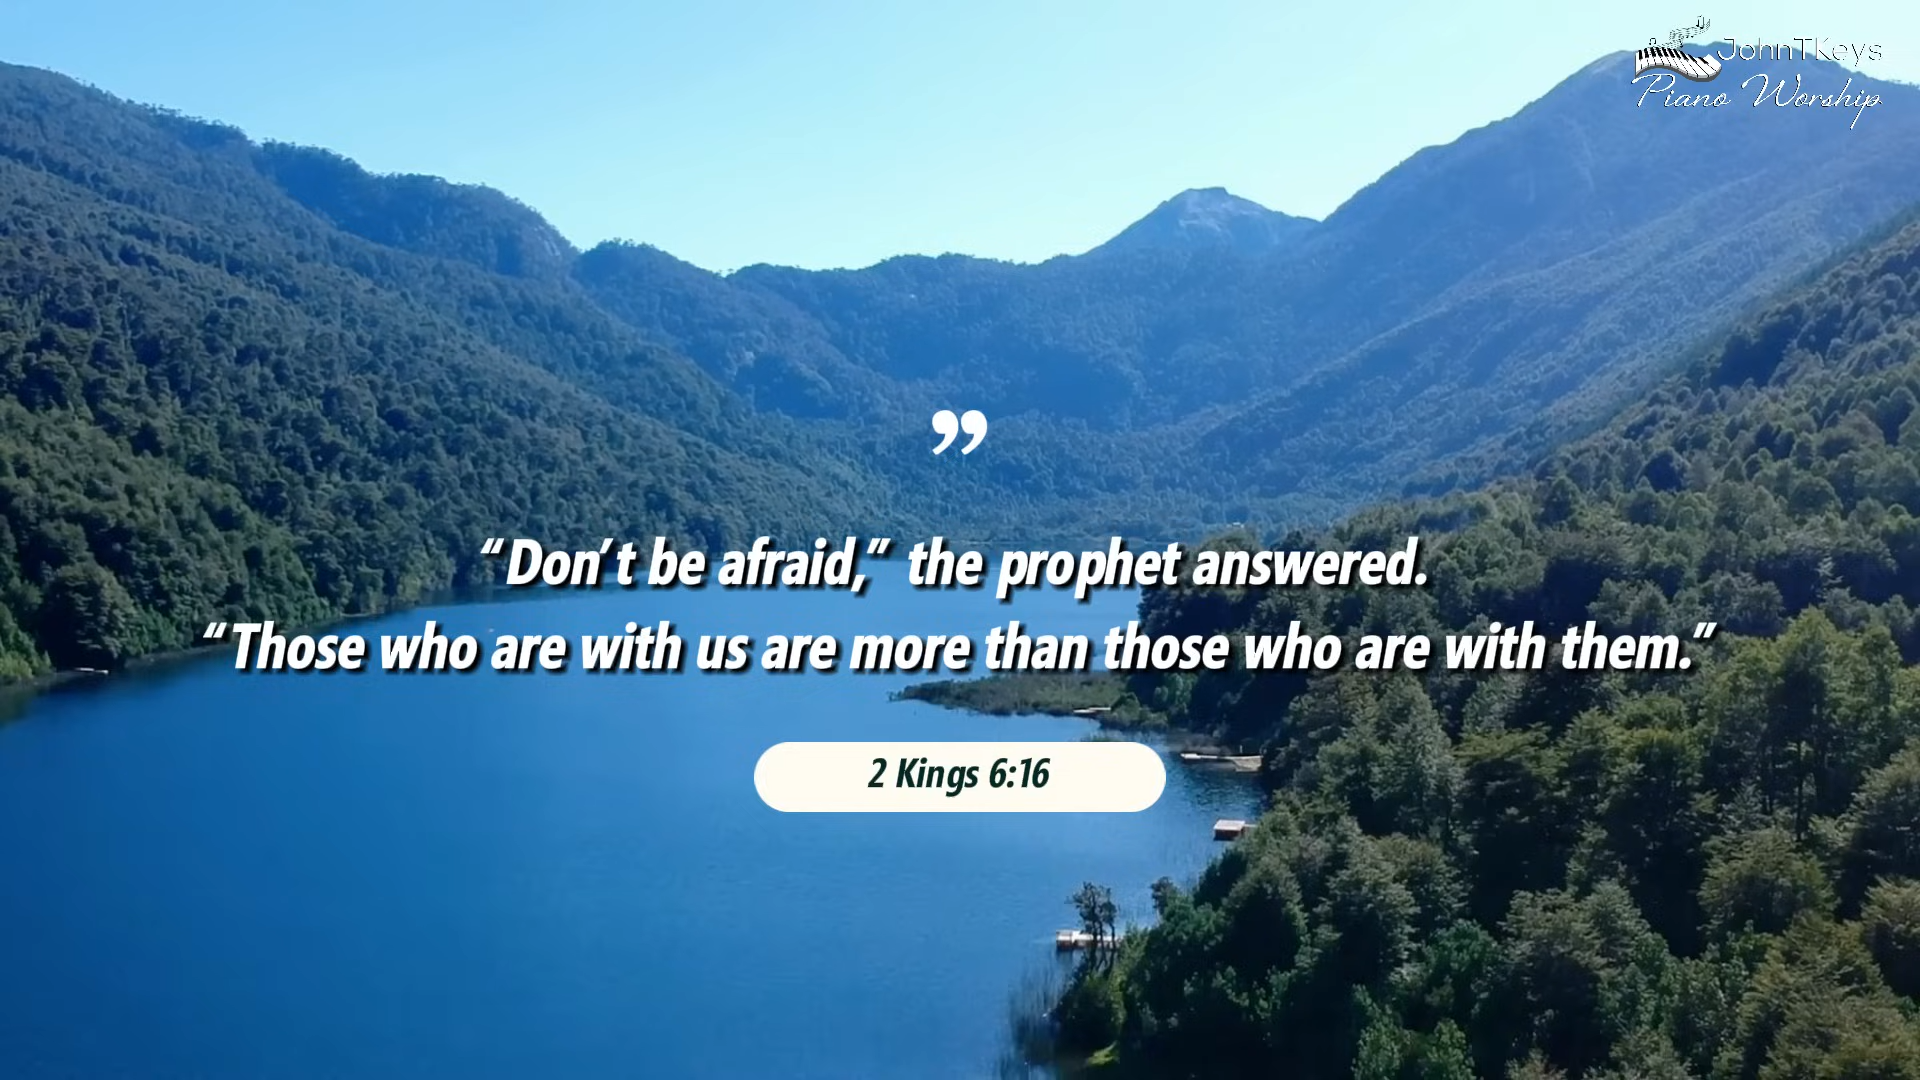 JohnTKeys
Piano Worship
”
“Don’t be afraid,” the prophet answered.
“Those who are with us are more than those who are with them.”
2 Kings 6:16